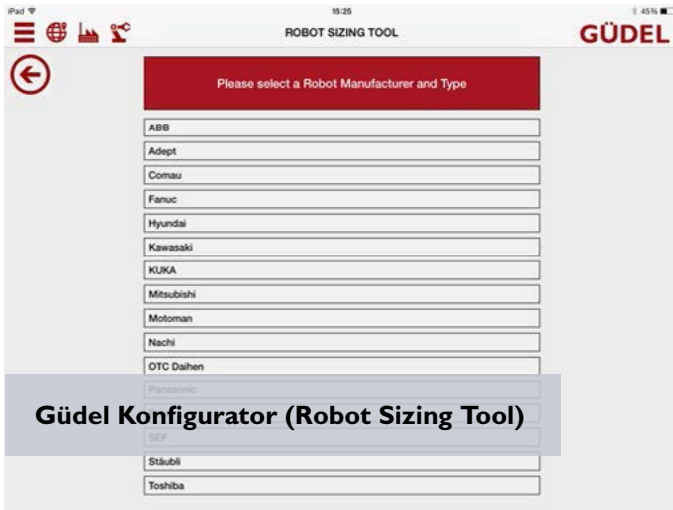 iPad
15:25
45%
ROBOT SIZING TOOL
GÜDEL
Please select a Robot Manufacturer and Type
ABB
Adept
Comau
Fanuc
Hyundai
Kawasaki
KUKA
Mitsubishi
Motoman
Nachi
OTC Daihen
Panasonic
Güdel Konfigurator (Robot Sizing Tool)
SEF
Stäubli
Toshiba